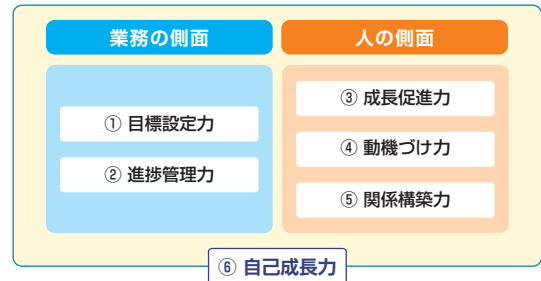 業務の側面
人の側面
① 目標設定力
② 進捗管理力
③ 成長促進力
④ 動機づけ力
⑤ 関係構築力
⑥ 自己成長力